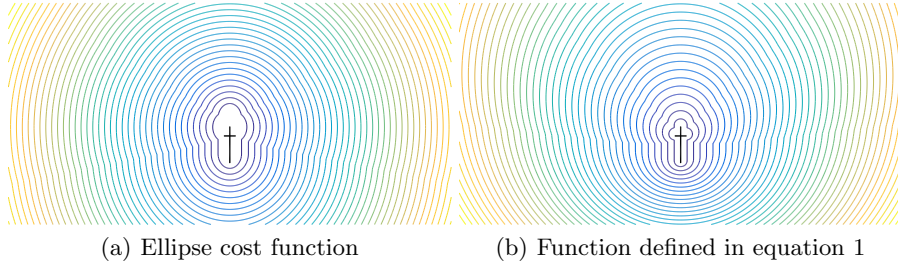 (a) Ellipse cost function
(b) Function defined in equation 1